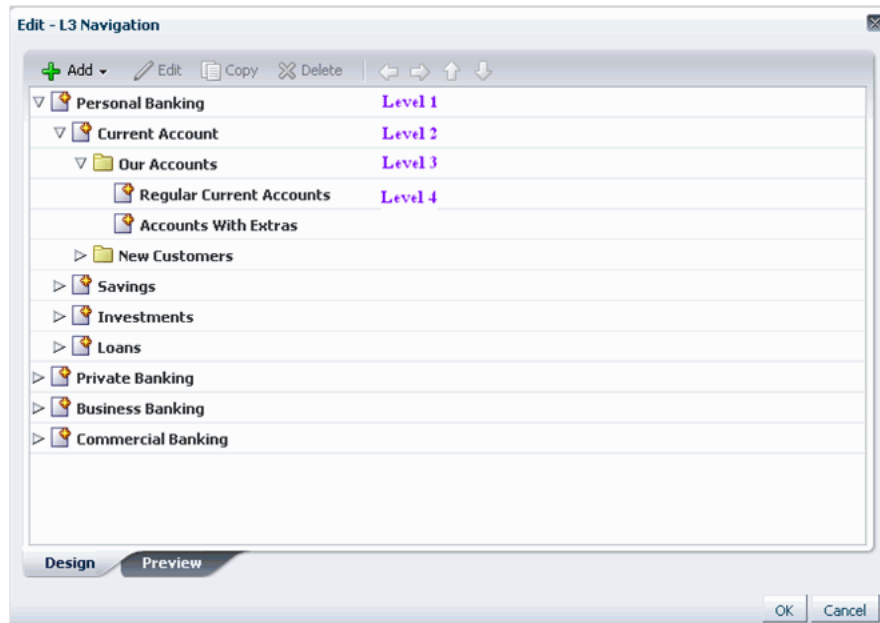 Edit - L3 Navigation
Add Edit Copy Delete
Personal Banking Level 1
Current Account Level 2
Our Accounts Level 3
Regular Current Accounts Level 4
Accounts With Extras
New Customers
Savings
Investments
Loans
Private Banking
Business Banking
Commercial Banking
Design Preview
OK Cancel